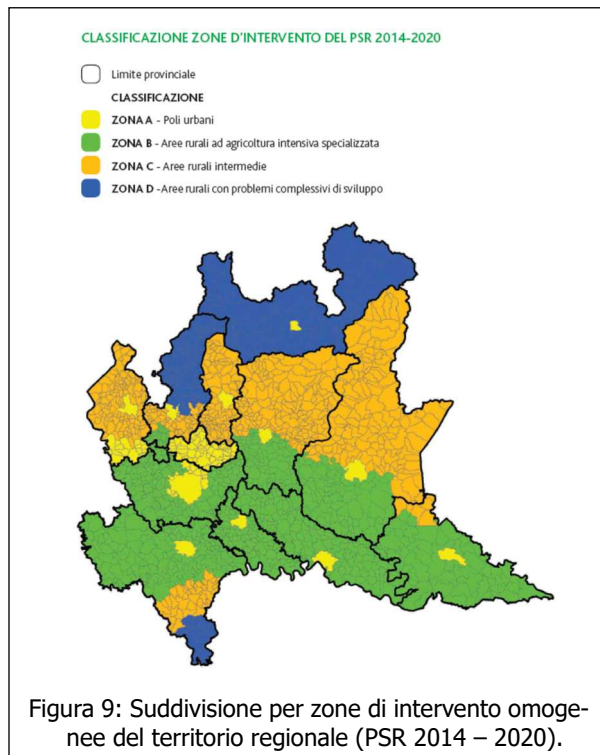 CLASSIFICAZIONE ZONE D'INTERVENTO DEL PSR 2014-2020
Limite provinciale
CLASSIFICAZIONE
ZONA A - Poli urbani
ZONA B - Aree rurali ad agricoltura intensiva specializzata
ZONA C - Aree rurali intermedie
ZONA D - Aree rurali con problemi complessivi di sviluppo
Figura 9: Suddivisione per zone di intervento omoge-
nee del territorio regionale (PSR 2014 – 2020).